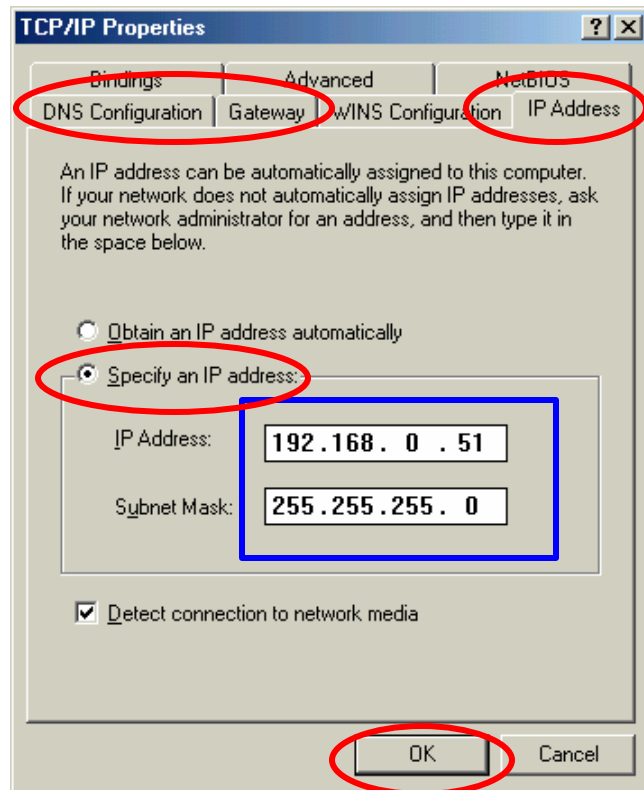 TCP/IP Properties
Bindings Advanced NetBIOS
DNS Configuration Gateway WINS Configuration IP Address
An IP address can be automatically assigned to this computer.
If your network does not automatically assign IP addresses, ask
your network administrator for an address, and then type it in
the space below.
Obtain an IP address automatically
Specify an IP address:
IP Address: 192.168. 0 .51
Subnet Mask: 255.255.255. 0
Detect connection to network media
OK Cancel